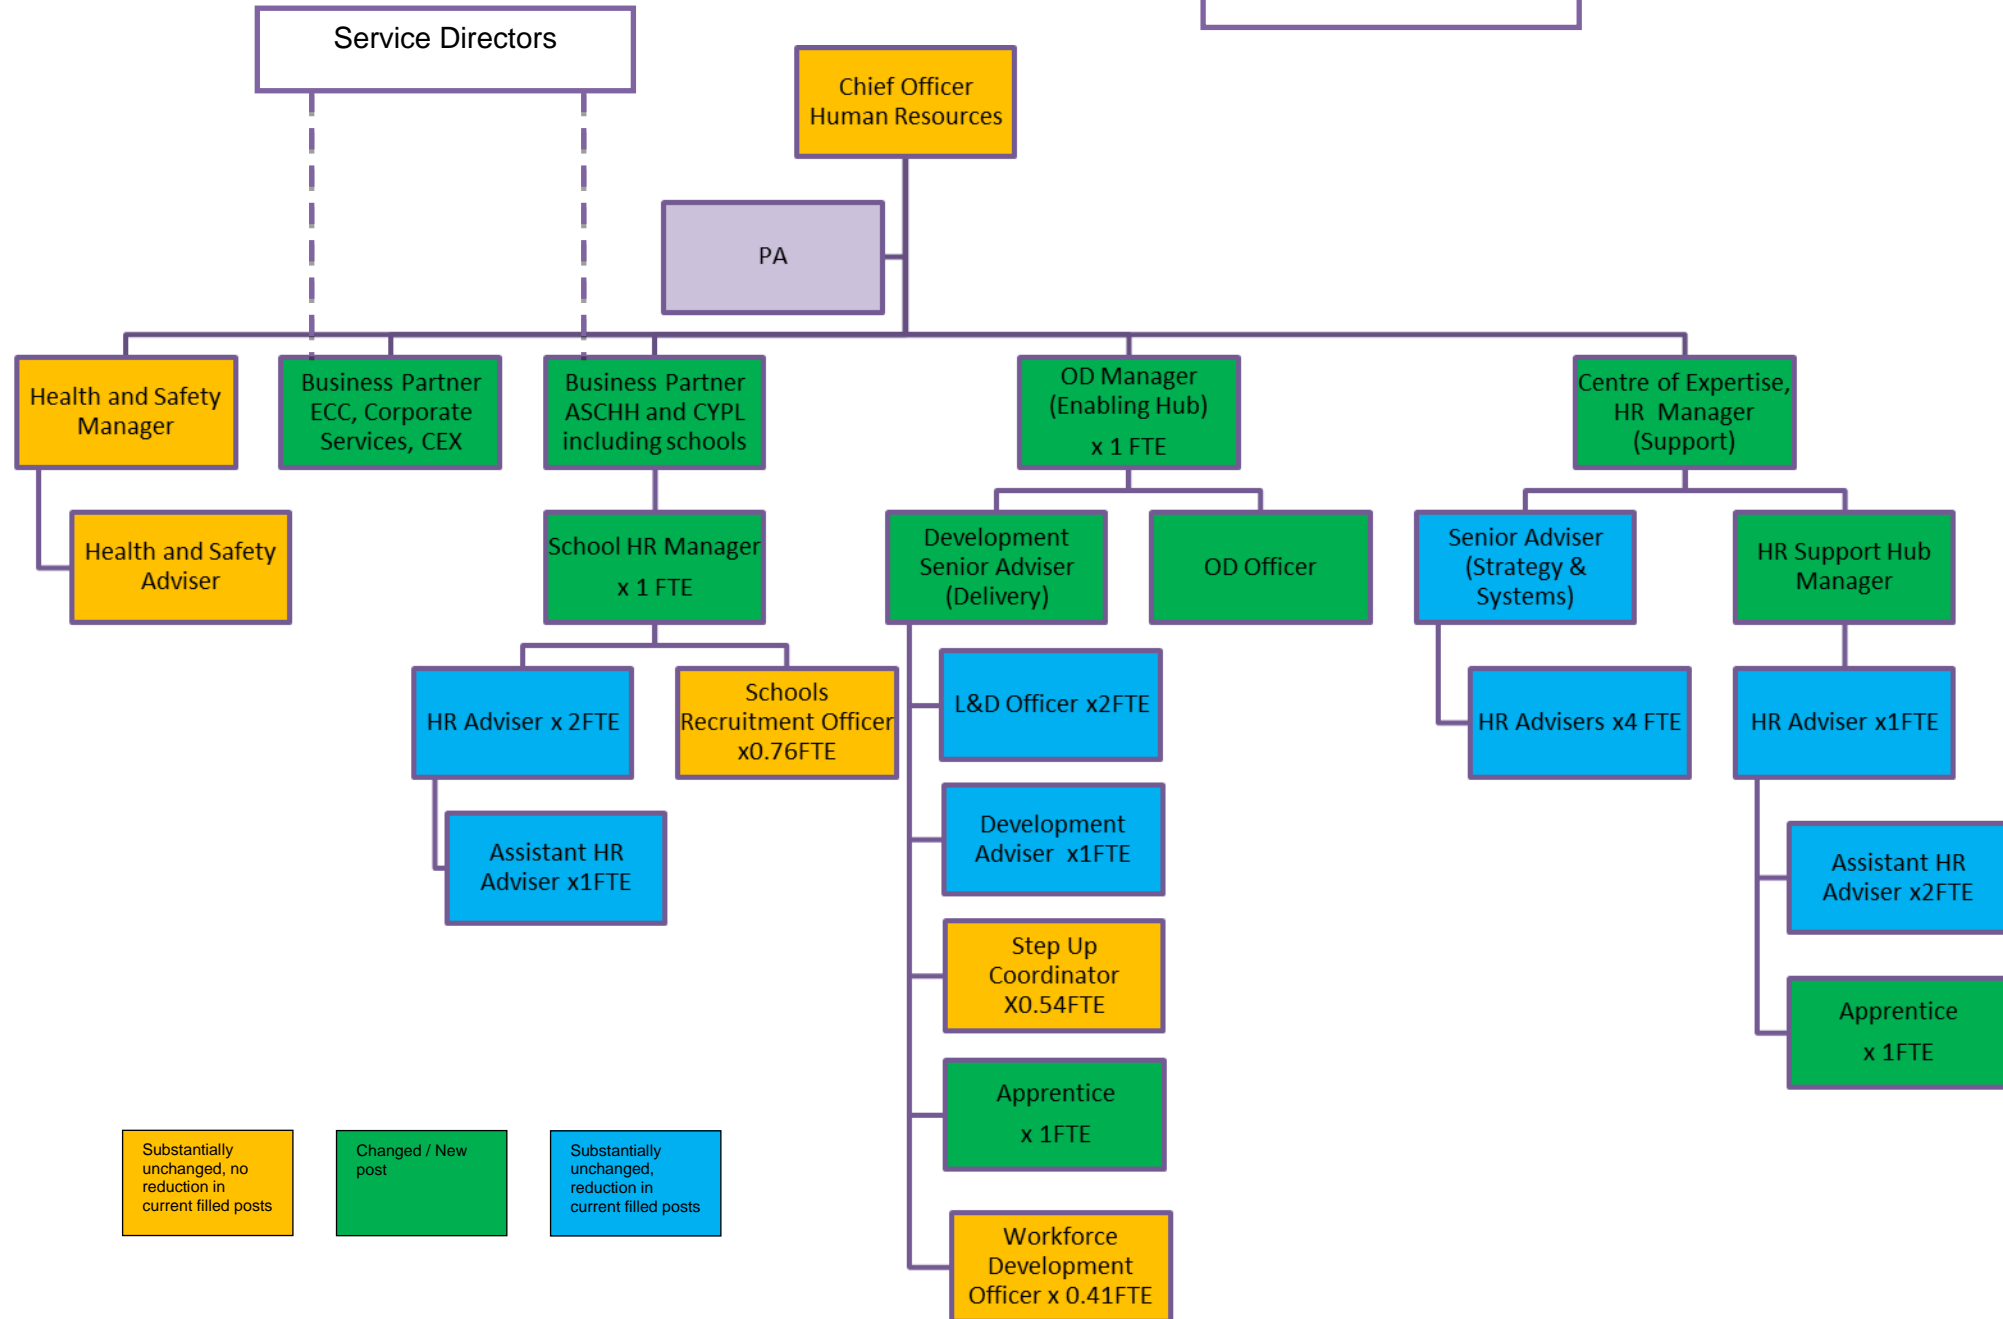 Service Directors
Chief Officer
Human Resources
PA
Health and Safety
Manager
Business Partner
ECC, Corporate
Services, CEX
Business Partner
ASCHH and CYPL
including schools
OD Manager
(Enabling Hub)
x 1 FTE
Centre of Expertise,
HR Manager
(Support)
Health and Safety
Adviser
School HR Manager
x 1 FTE
Development
Senior Adviser
(Delivery)
OD Officer
Senior Adviser
(Strategy &
Systems)
HR Support Hub
Manager
HR Adviser x 2FTE
Schools
Recruitment Officer
x0.76FTE
L&D Officer x2FTE
HR Advisers x4 FTE
HR Adviser x1FTE
Assistant HR
Adviser x1FTE
Development
Adviser x1FTE
Assistant HR
Adviser x2FTE
Step Up
Coordinator
X0.54FTE
Apprentice
x 1FTE
Apprentice
x 1FTE
Workforce
Development
Officer x 0.41FTE
Substantially
unchanged, no
reduction in
current filled posts
Changed / New
post
Substantially
unchanged,
reduction in
current filled posts